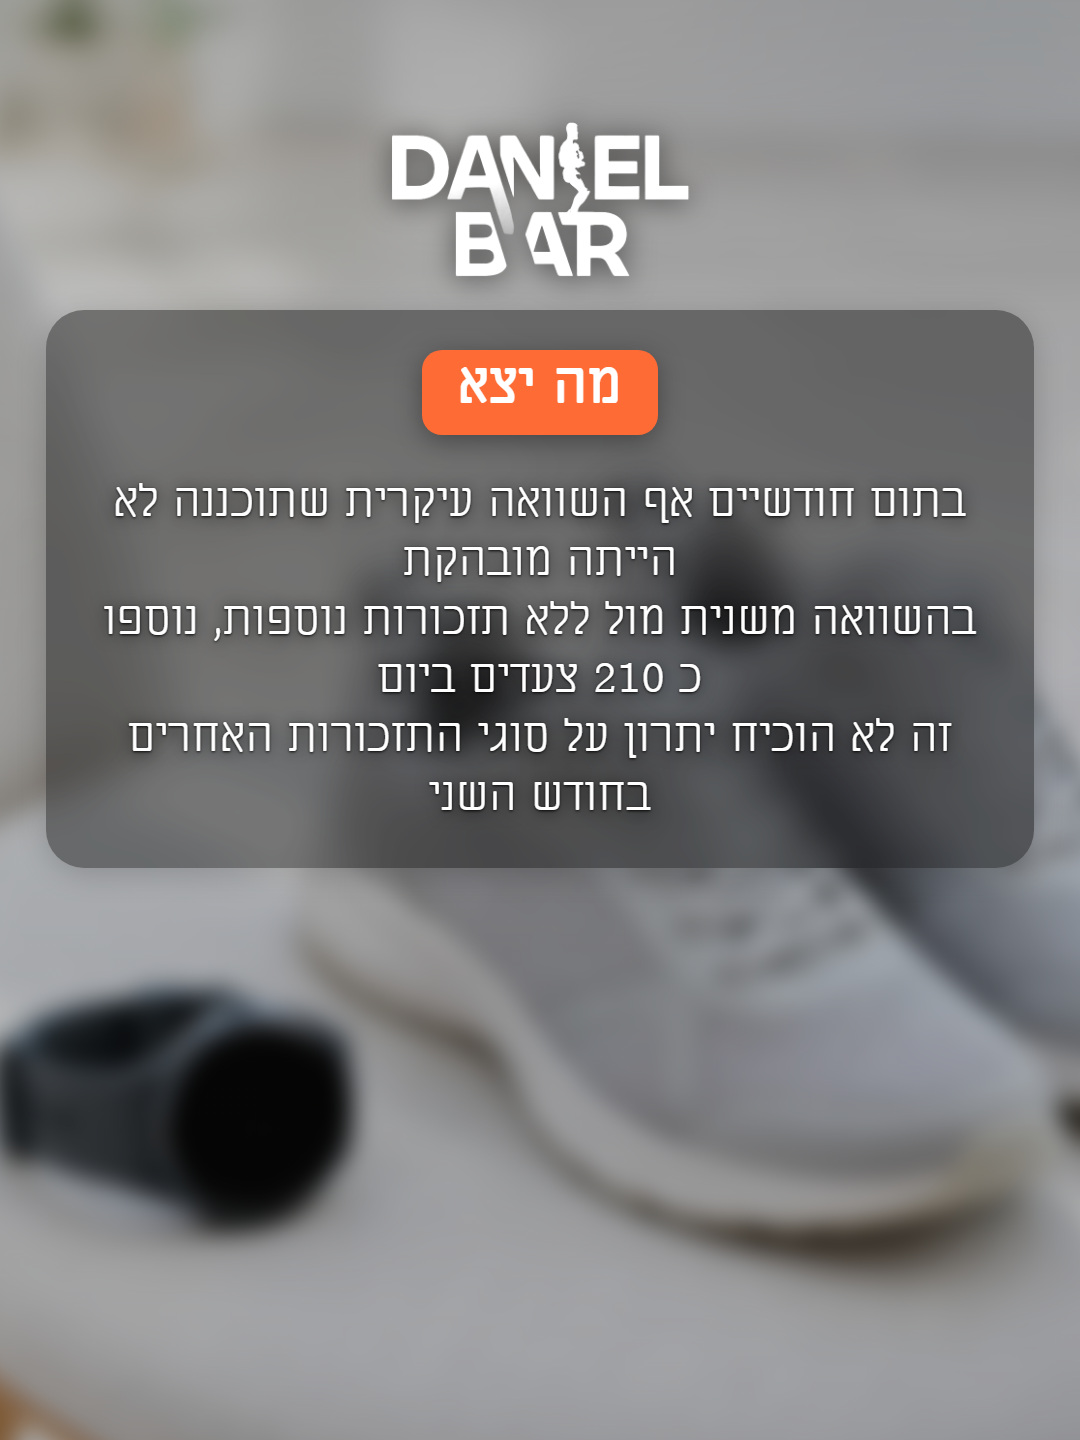 DANIEL
BAR
מה יצא
בתום חודשיים אף השוואה עיקרית שתוכננה לא
הייתה מובהקת
בהשוואה משנית מול ללא תזכורות נוספות, נוספו
כ 210 צעדים ביום
זה לא הוכיח יתרון על סוגי התזכורות האחרים
בחודש השני